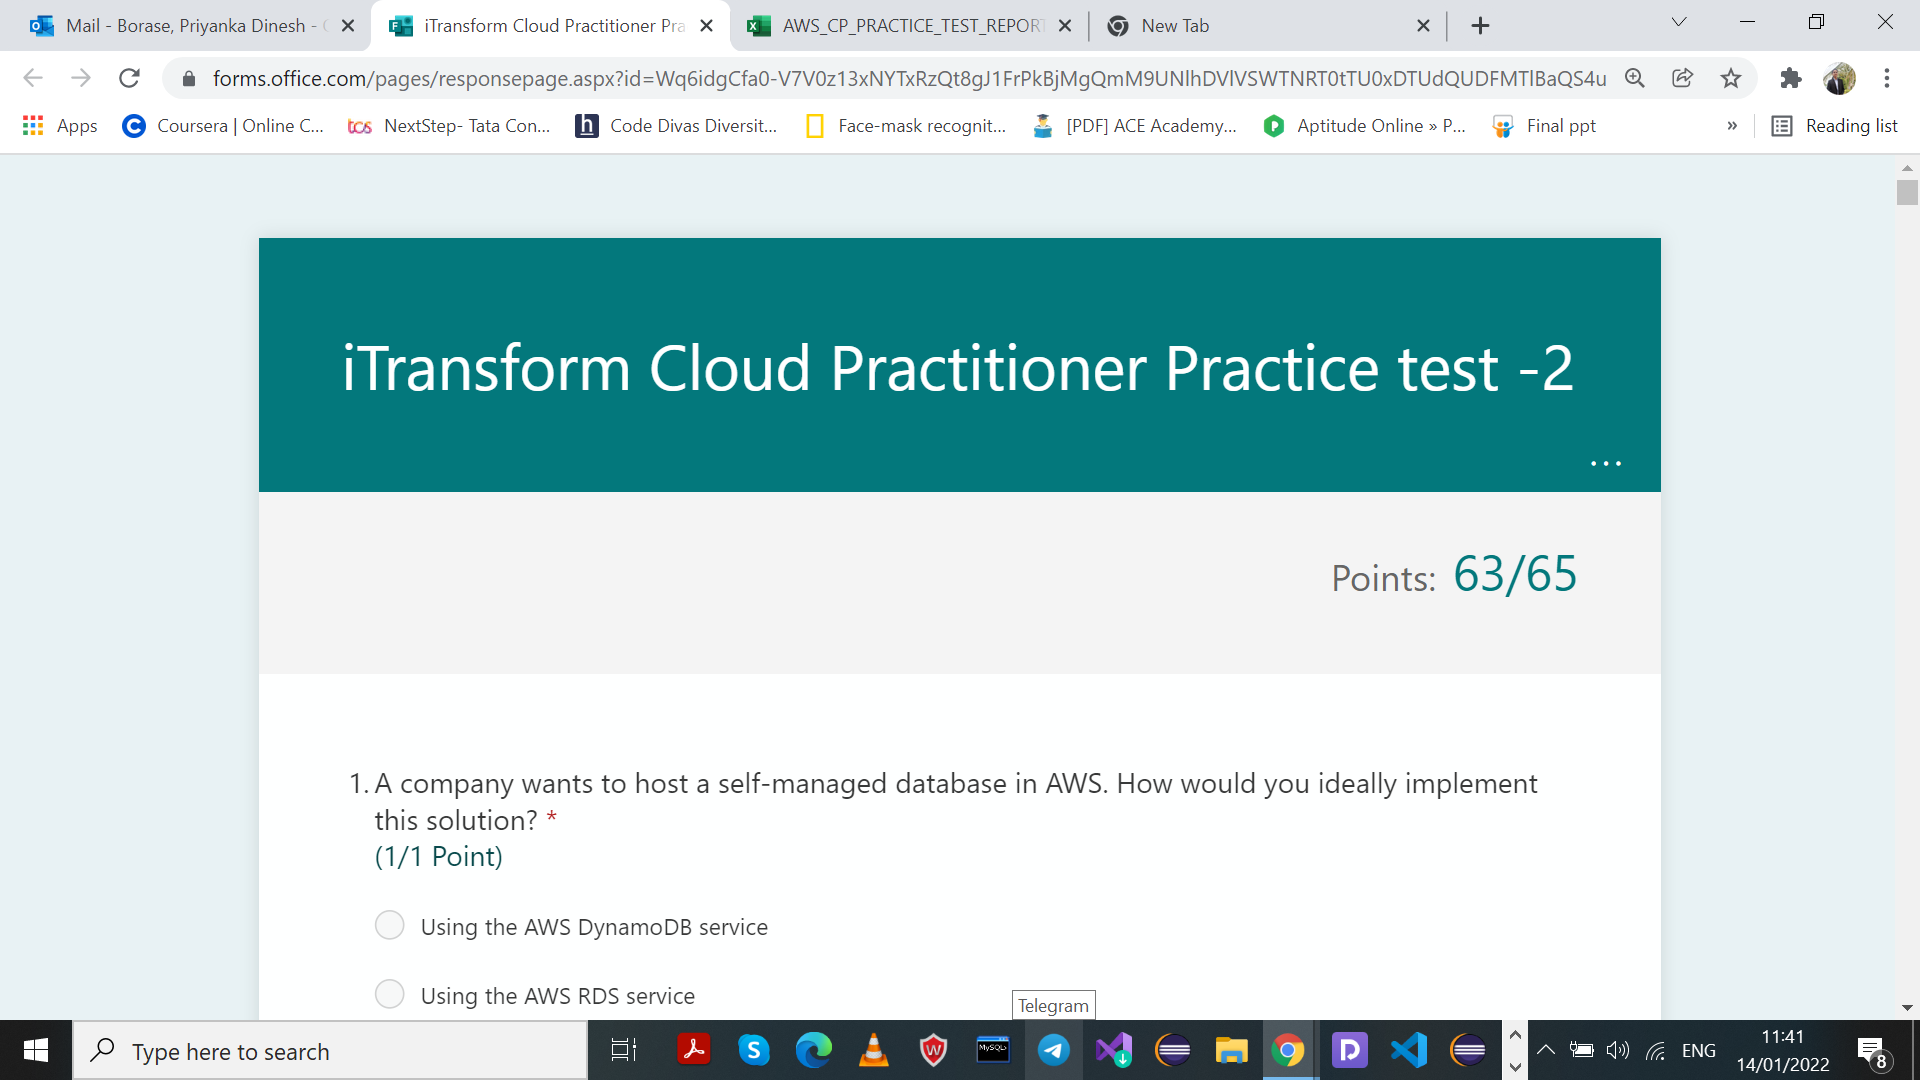 Mail - Borase, Priyanka Dinesh -
iTransform Cloud Practitioner Pra
AWS_CP_PRACTICE_TEST_REPORT
New Tab
forms.office.com/pages/responsepage.aspx?id=Wq6idgCfa0-V7V0z13xNYTxRzQt8gJ1FrPkBjMgQmM9UNlhDVlVSWTNRT0tTU0xDTUdQUDFMTlBaQS4u
Apps
Coursera | Online C...
tcs NextStep- Tata Con...
h Code Divas Diversit...
Face-mask recognit...
[PDF] ACE Academy...
Aptitude Online » P...
Final ppt
»
Reading list
iTransform Cloud Practitioner Practice test -2
...
Points: 63/65
1. A company wants to host a self-managed database in AWS. How would you ideally implement
this solution? *
(1/1 Point)
Using the AWS DynamoDB service
Using the AWS RDS service
Telegram
Type here to search
MySQL
ENG
11:41
14/01/2022
8